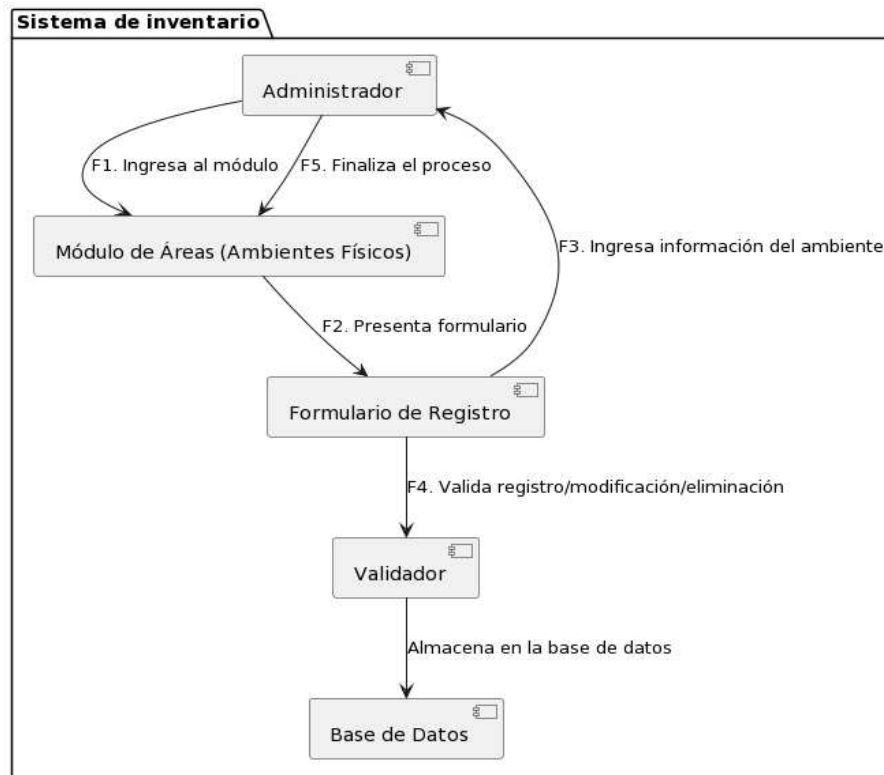 Sistema de inventario
Administrador
F1. Ingresa al módulo
F5. Finaliza el proceso
Módulo de Áreas (Ambientes Físicos)
F3. Ingresa información del ambiente
F2. Presenta formulario
Formulario de Registro
F4. Valida registro/modificación/eliminación
Validador
Almacena en la base de datos
Base de Datos